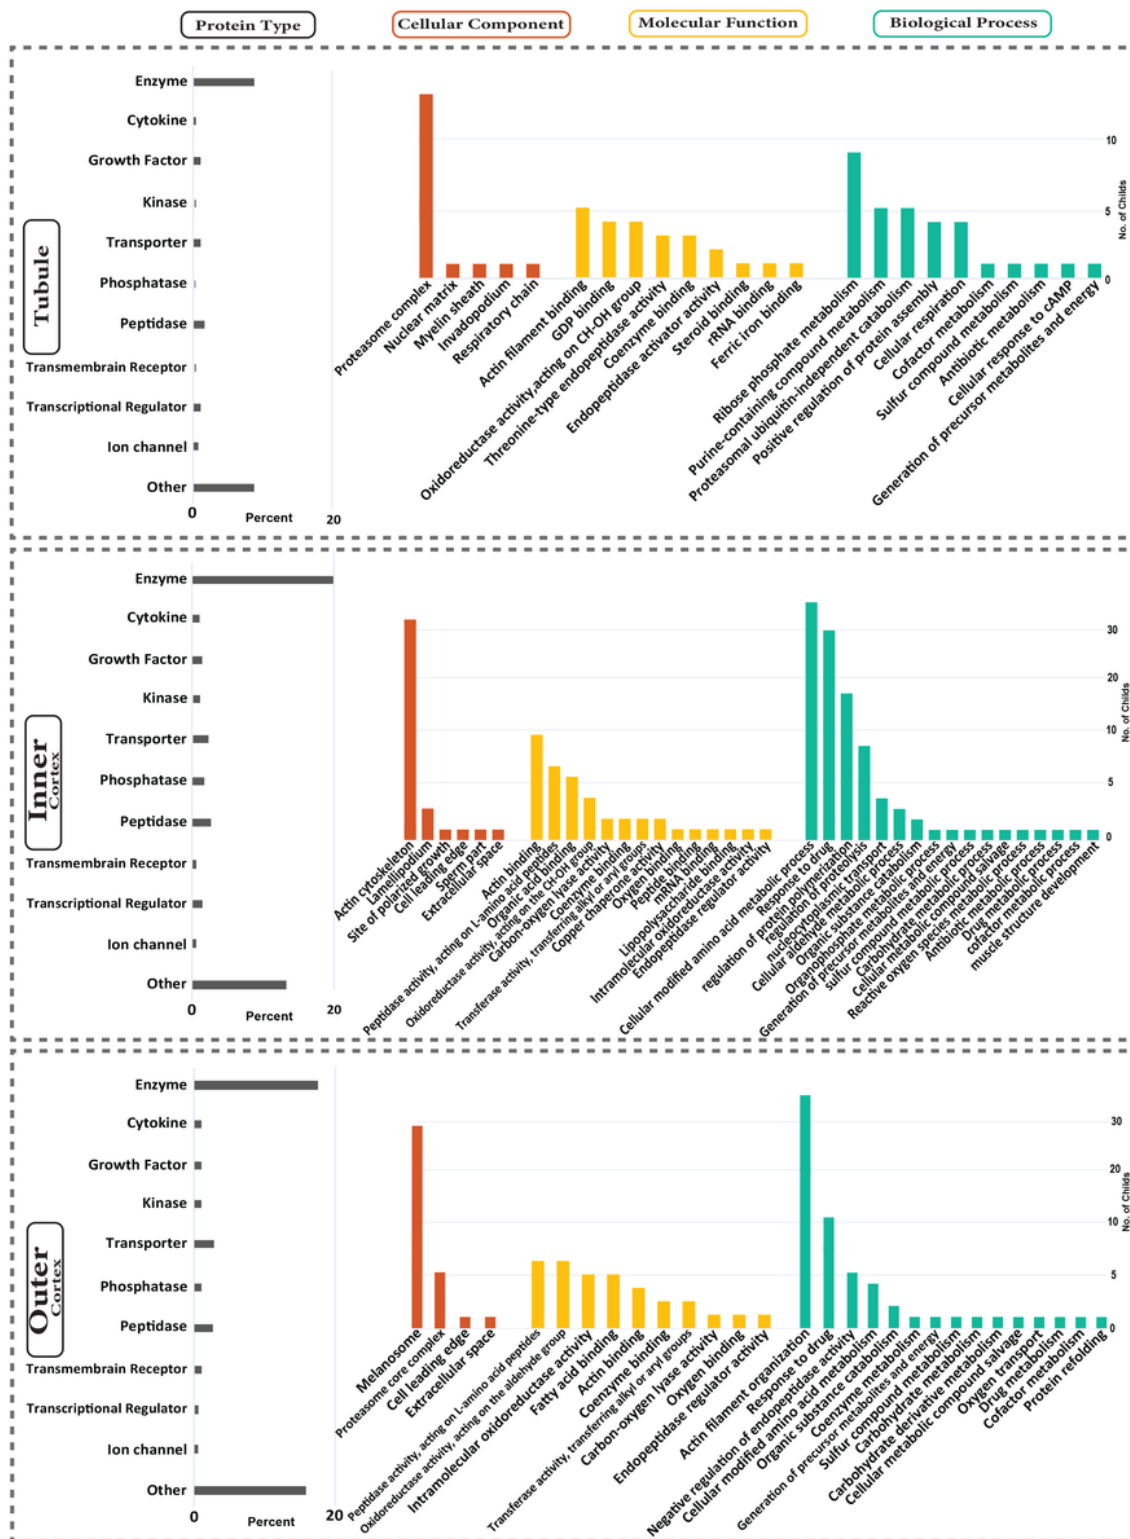 Protein Type
Cellular Component
Molecular Function
Biological Process
Tubule
Enzyme
Cytokine
Growth Factor
Kinase
Transporter
Phosphatase
Peptidase
Transmembrain Receptor
Transcriptional Regulator
Ion channel
Other
0
Percent
20
Proteasome complex
Nuclear matrix
Myelin sheath
Invadopodium
Respiratory chain
Actin filament binding
GDP binding
Oxidoreductase activity,acting on CH-OH group
Threonine-type endopeptidase activity
Coenzyme binding
Endopeptidase activator activity
Steroid binding
rRNA binding
Ferric iron binding
Ribose phosphate metabolism
Purine-containing compound metabolism
Proteasomal ubiquitin-independent catabolism
Positive regulation of protein assembly
Cellular respiration
Cofactor metabolism
Sulfur compound metabolism
Antibiotic metabolism
Cellular response to cAMP
Generation of precursor metabolites and energy
10
5
0
No. of Childs
Inner
Cortex
Enzyme
Cytokine
Growth Factor
Kinase
Transporter
Phosphatase
Peptidase
Transmembrain Receptor
Transcriptional Regulator
Ion channel
Other
0
Percent
20
Actin cytoskeleton
Lamellipodium
Site of polarized growth
Cell leading edge
Sperm part
Extracellular space
Actin binding
Peptidase activity, acting on L-amino acid peptides
Organic acid binding
Oxidoreductase activity, acting on the CH-OH group
Carbon-oxygen lyase activity
Coenzyme binding
Transferase activity, transferring alkyl or aryl groups
Copper chaperone activity
Oxygen binding
Peptide binding
mRNA binding
Lipopolysaccharide binding
Intramolecular oxidoreductase activity
Endopeptidase regulator activity
Cellular modified amino acid metabolic process
Response to drug
regulation of protein polymerization
regulation of proteolysis
nucleocytoplasmic transport
Cellular aldehyde metabolic process
Organic substance catabolism
Organophosphate metabolic process
Generation of precursor metabolites and energy
sulfur compound metabolic process
Carbohydrate metabolic process
Cellular metabolic compound salvage
Reactive oxygen species metabolic process
Antibiotic metabolic process
Drug metabolic process
cofactor metabolic process
muscle structure development
30
20
10
5
0
No. of Childs
Outer
Cortex
Enzyme
Cytokine
Growth Factor
Kinase
Transporter
Phosphatase
Peptidase
Transmembrain Receptor
Transcriptional Regulator
Ion channel
Other
0
Percent
20
Melanosome
Proteasome core complex
Cell leading edge
Extracellular space
Peptidase activity, acting on L-amino acid peptides
Oxidoreductase activity, acting on the aldehyde group
Intramolecular oxidoreductase activity
Fatty acid binding
Actin binding
Coenzyme binding
Transferase activity, transferring alkyl or aryl groups
Carbon-oxygen lyase activity
Oxygen binding
Endopeptidase regulator activity
Actin filament organization
Response to drug
Negative regulation of endopeptidase activity
Cellular modified amino acid metabolism
Organic substance catabolism
Coenzyme metabolism
Generation of precursor metabolites and energy
Sulfur compound metabolism
Carbohydrate metabolism
Carbohydrate derivative metabolism
Cellular metabolic compound salvage
Oxygen transport
Drug metabolism
Cofactor metabolism
Protein refolding
30
20
10
5
0
No. of Childs